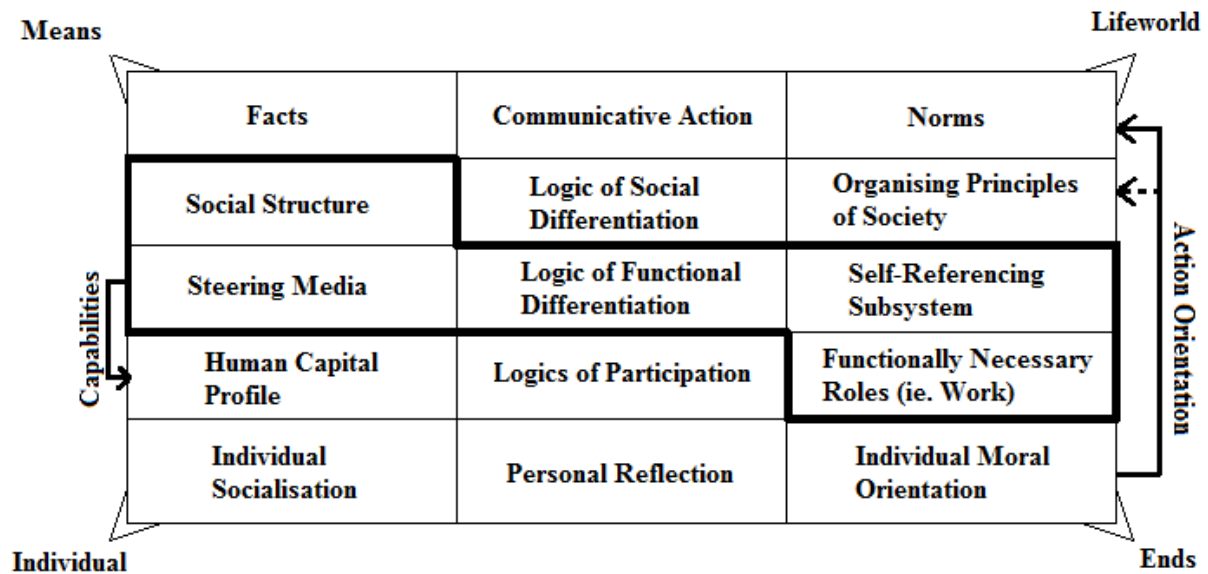 Means
Lifeworld
Facts
Communicative Action
Norms
Social Structure
Logic of Social
Differentiation
Organising Principles
of Society
Steering Media
Logic of Functional
Differentiation
Self-Referencing
Subsystem
Human Capital
Profile
Logics of Participation
Functionally Necessary
Roles (ie. Work)
Individual
Socialisation
Personal Reflection
Individual Moral
Orientation
Capabilities
Action Orientation
Individual
Ends